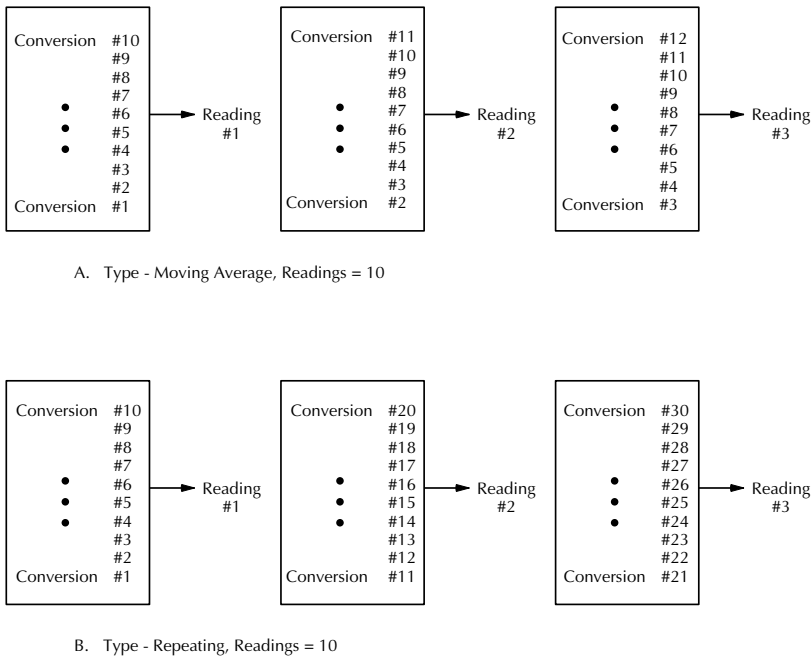 Conversion #10
#9
#8
#7
#6
#5
#4
#3
#2
Conversion #1
Reading
#1
Conversion #11
#10
#9
#8
#7
#6
#5
#4
#3
Conversion #2
Reading
#2
Conversion #12
#11
#10
#9
#8
#7
#6
#5
#4
Conversion #3
Reading
#3
A. Type - Moving Average, Readings = 10
Conversion #10
#9
#8
#7
#6
#5
#4
#3
#2
Conversion #1
Reading
#1
Conversion #20
#19
#18
#17
#16
#15
#14
#13
#12
Conversion #11
Reading
#2
Conversion #30
#29
#28
#27
#26
#25
#24
#23
#22
Conversion #21
Reading
#3
B. Type - Repeating, Readings = 10